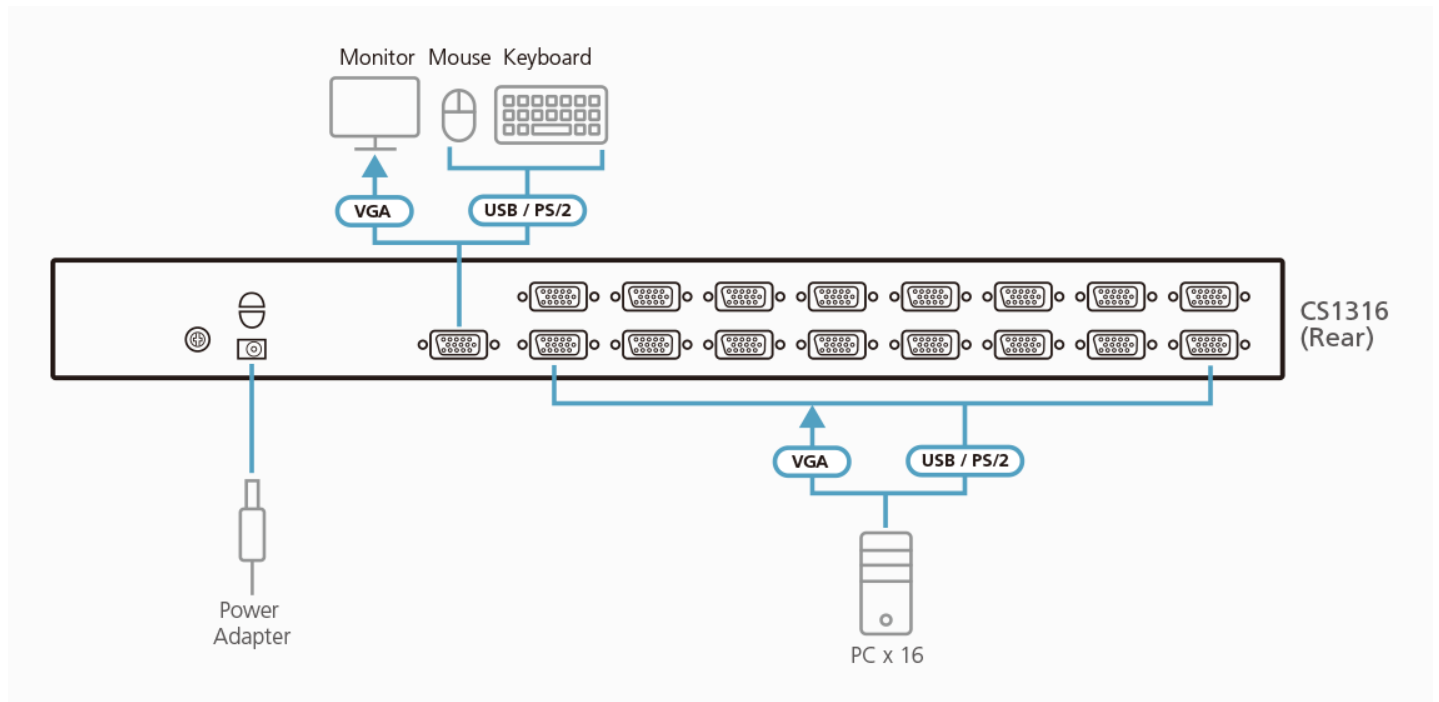 Monitor Mouse Keyboard
VGA
USB / PS/2
CS1316
(Rear)
VGA
USB / PS/2
Power
Adapter
PC x 16